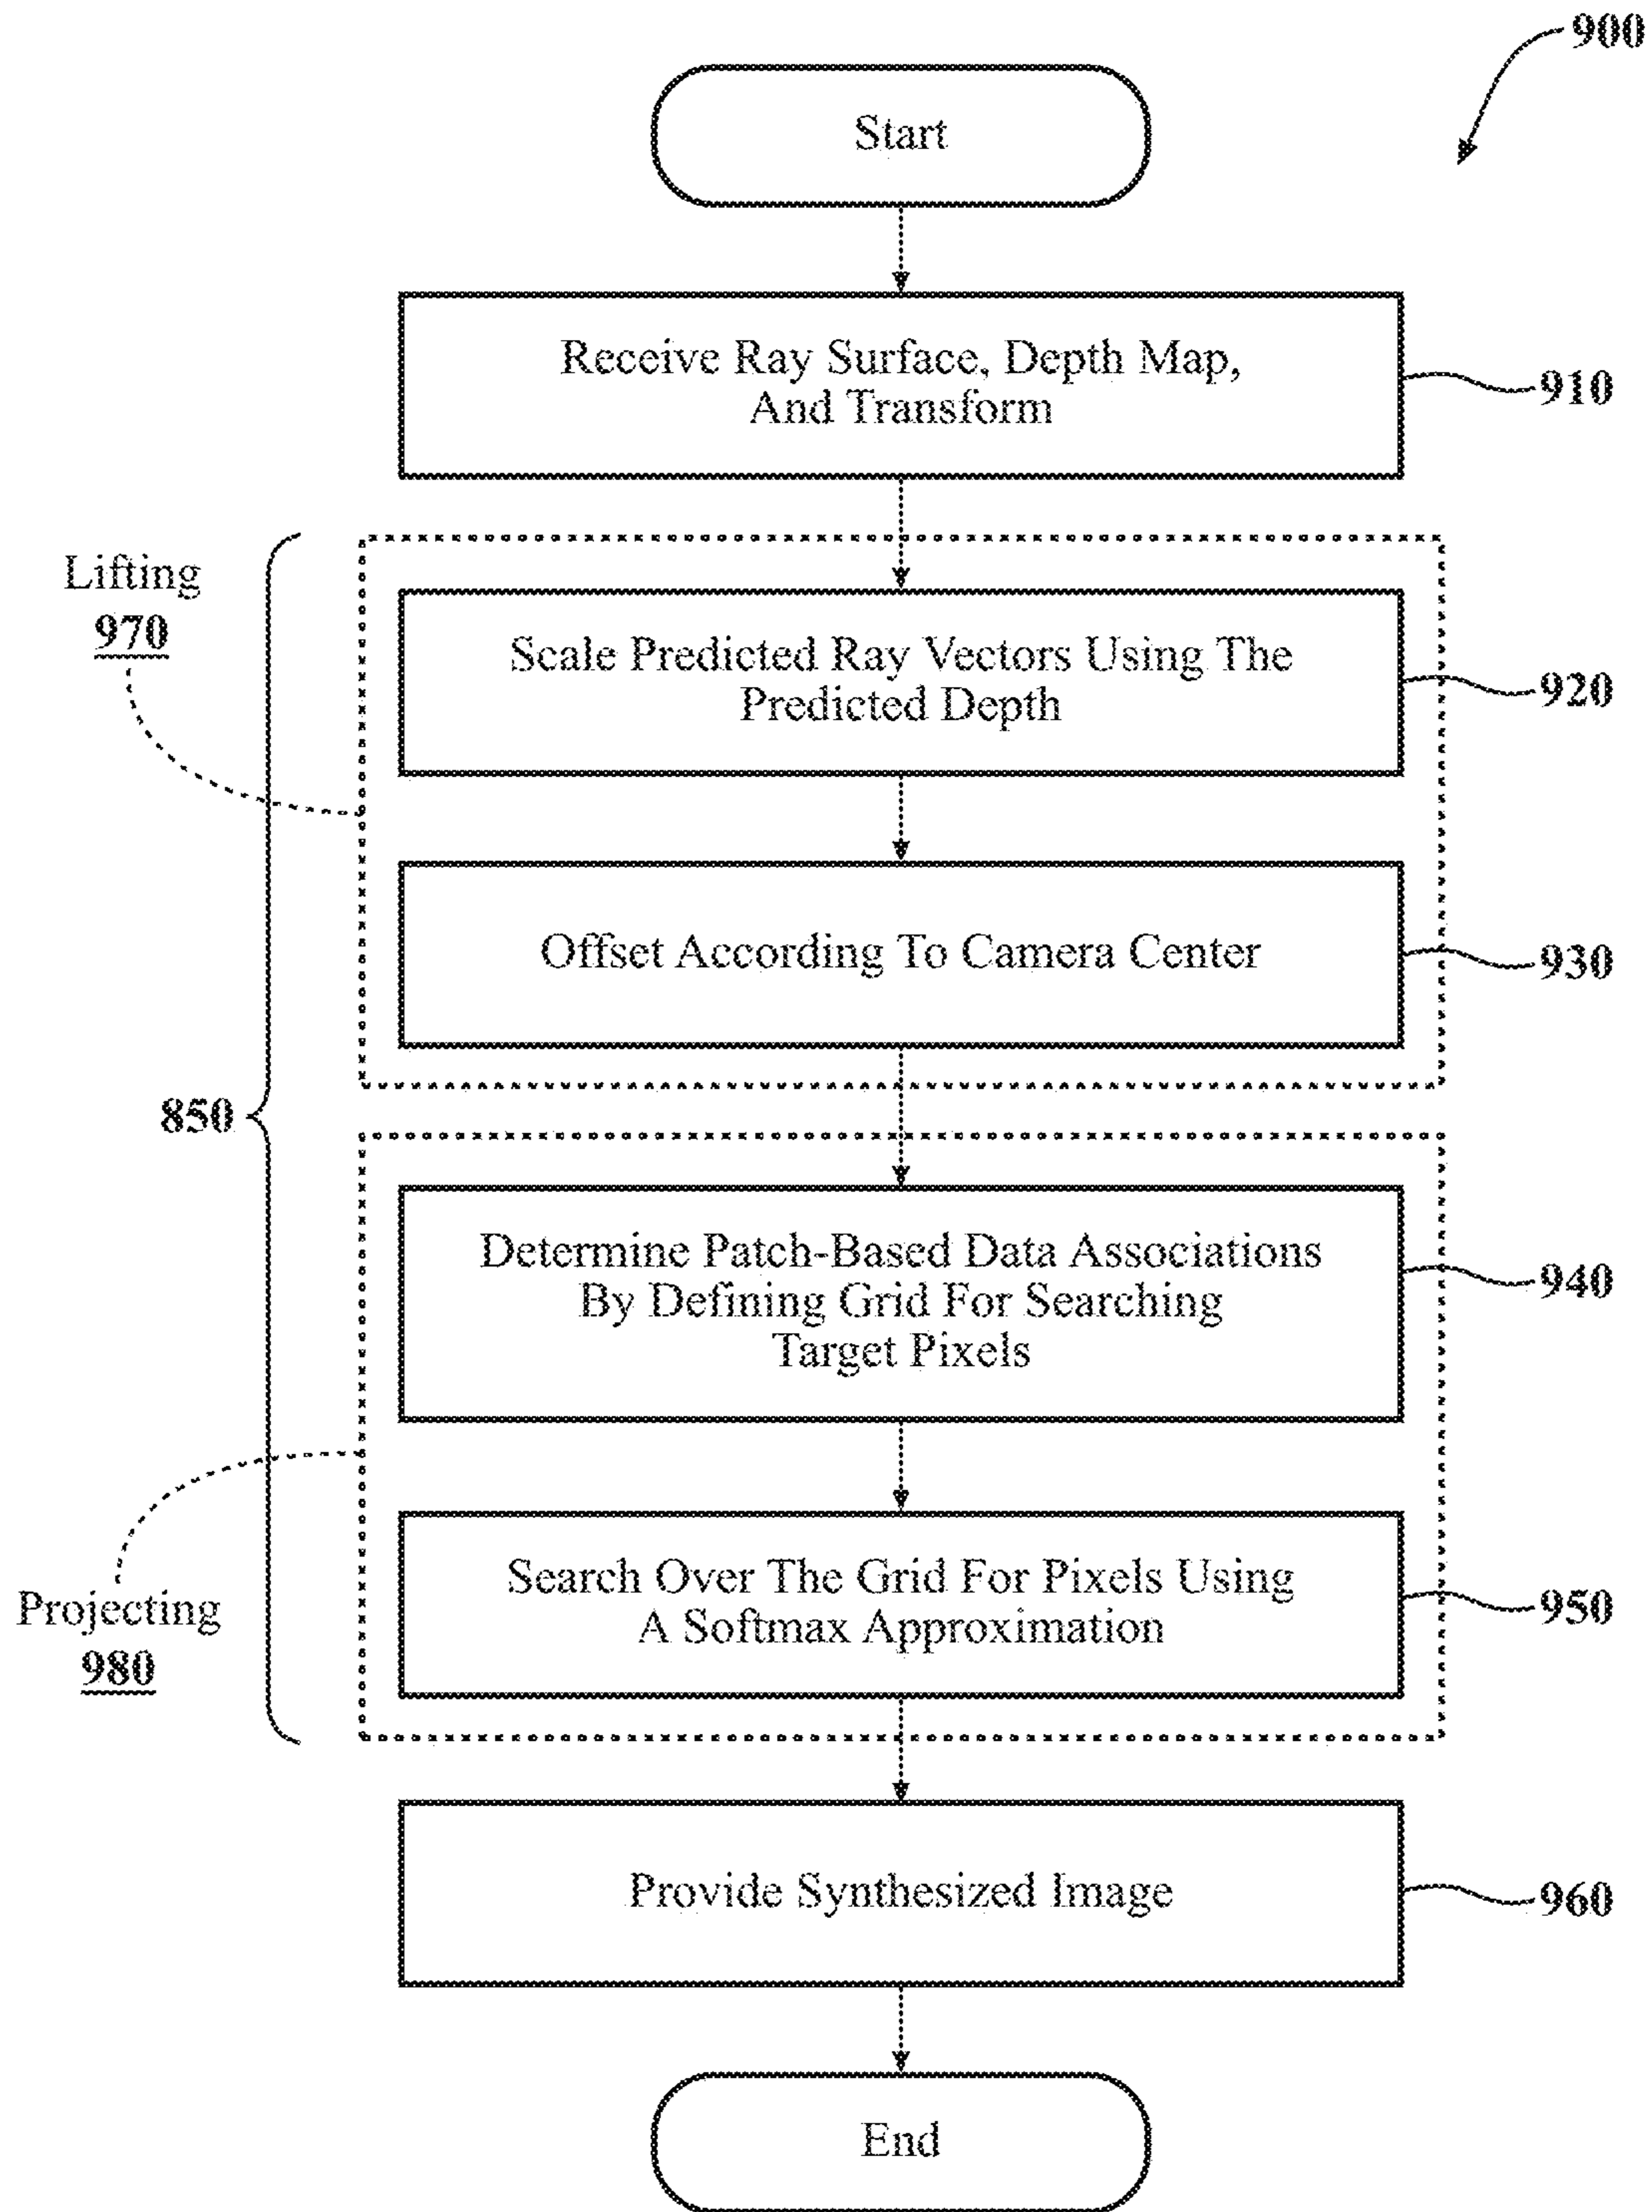 900
Start
Receive Ray Surface, Depth Map,
And Transform
910
Lifting
970
Scale Predicted Ray Vectors Using The
Predicted Depth
920
Offset According To Camera Center
930
850
Determine Patch-Based Data Associations
By Defining Grid For Searching
Target Pixels
940
Projecting
980
Search Over The Grid For Pixels Using
A Softmax Approximation
950
Provide Synthesized Image
960
End